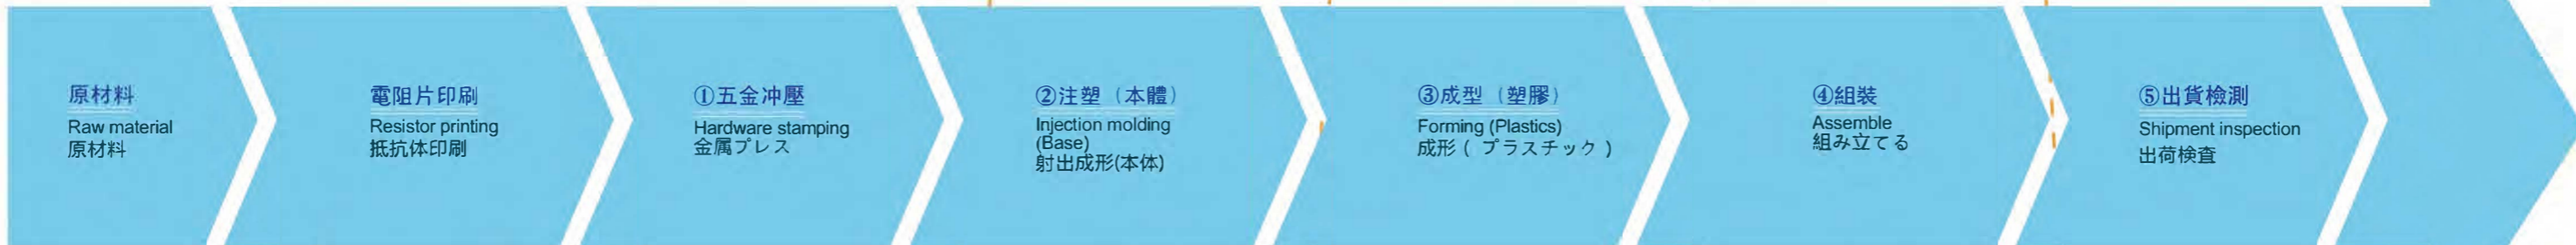 原材料
Raw material
原材料
電阻片印刷
Resistor printing
抵抗体印刷
①五金冲壓
Hardware stamping
金属プレス
②注塑（本體）
Injection molding
(Base)
射出成形(本体)
③成型（塑膠）
Forming (Plastics)
成形 ( プラスチック )
④組裝
Assemble
組み立てる
⑤出貨檢測
Shipment inspection
出荷検査